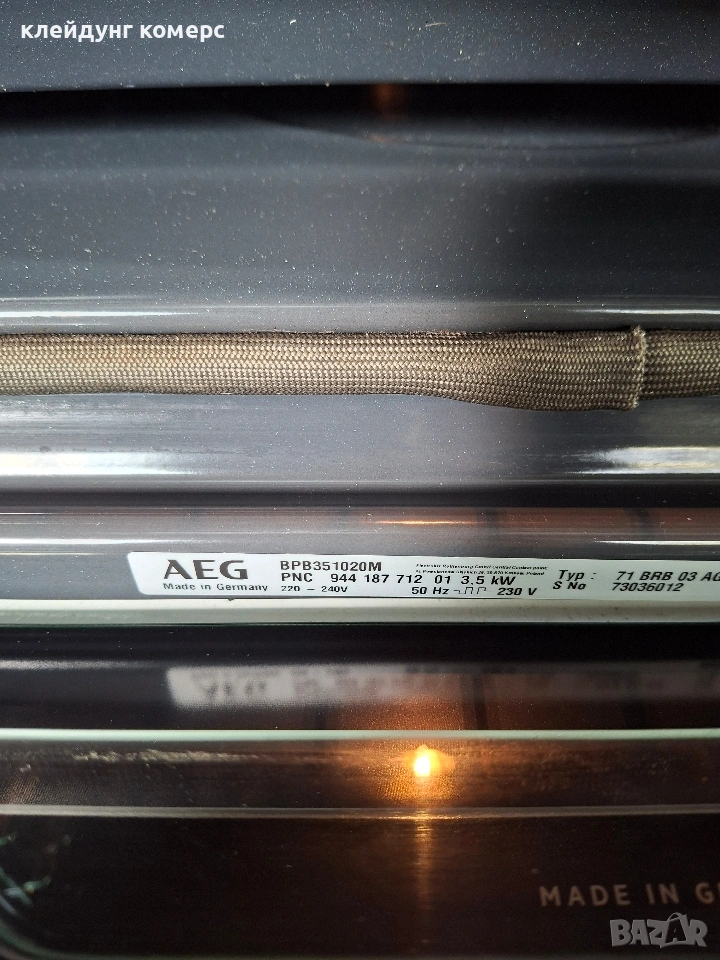 клейдунг комерс
AEG
Made in Germany
BPB351020M
PNC 944 187 712 01 3.5 kW
220 - 240V 50 Hz 230 V
Typ : 71 BRB 03 AG
S No 73036012
MADE IN G
BAZAR